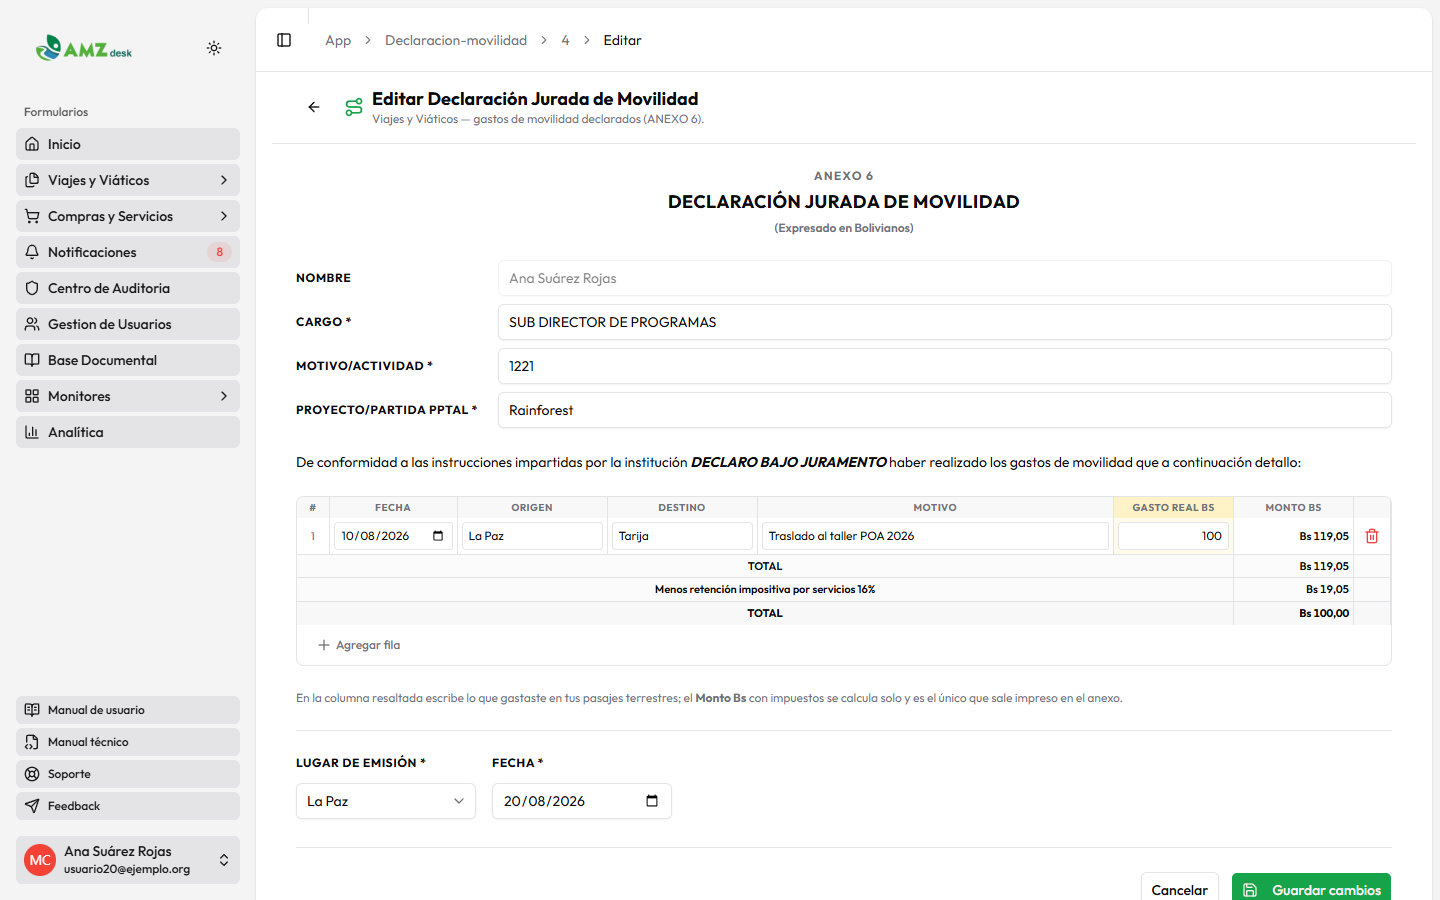 AMZ desk
App > Declaracion-movilidad > 4 > Editar
Formularios
Inicio
Viajes y Viáticos
Compras y Servicios
Notificaciones 8
Centro de Auditoria
Gestion de Usuarios
Base Documental
Monitores
Analítica
Manual de usuario
Manual técnico
Soporte
Feedback
MC
Ana Suárez Rojas
usuario20@ejemplo.org
Editar Declaración Jurada de Movilidad
Viajes y Viáticos — gastos de movilidad declarados (ANEXO 6).
ANEXO 6
DECLARACIÓN JURADA DE MOVILIDAD
(Expresado en Bolivianos)
NOMBRE Ana Suárez Rojas
CARGO * SUB DIRECTOR DE PROGRAMAS
MOTIVO/ACTIVIDAD * 1221
PROYECTO/PARTIDA PPTAL * Rainforest
De conformidad a las instrucciones impartidas por la institución DECLARO BAJO JURAMENTO haber realizado los gastos de movilidad que a continuación detallo:
# FECHA ORIGEN DESTINO MOTIVO GASTO REAL BS MONTO BS
1 10/08/2026 La Paz Tarija Traslado al taller POA 2026 100 Bs 119,05
TOTAL Bs 119,05
Menos retención impositiva por servicios 16% Bs 19,05
TOTAL Bs 100,00
Agregar fila
En la columna resaltada escribe lo que gastaste en tus pasajes terrestres; el Monto Bs con impuestos se calcula solo y es el único que sale impreso en el anexo.
LUGAR DE EMISIÓN * FECHA *
La Paz 20/08/2026
Cancelar Guardar cambios